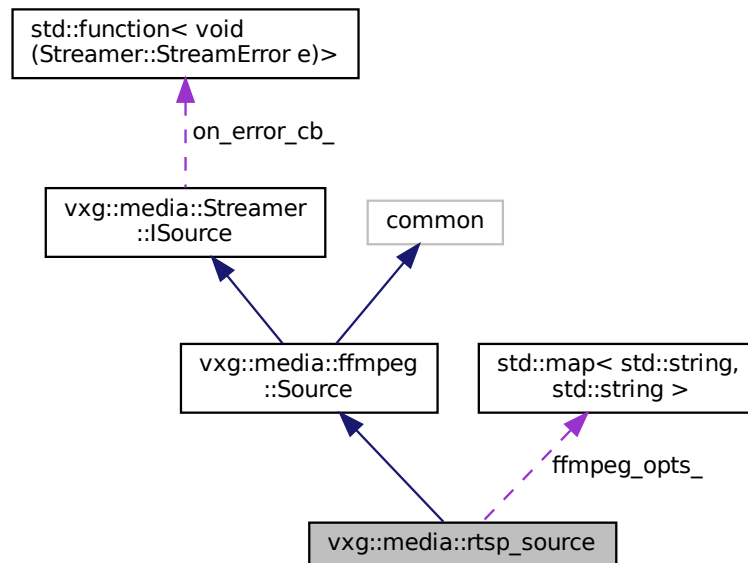 std::function< void
(Streamer::StreamError e)>
on_error_cb_
vxg::media::Streamer
::ISource
common
vxg::media::ffmpeg
::Source
std::map< std::string,
std::string >
ffmpeg_opts_
vxg::media::rtsp_source